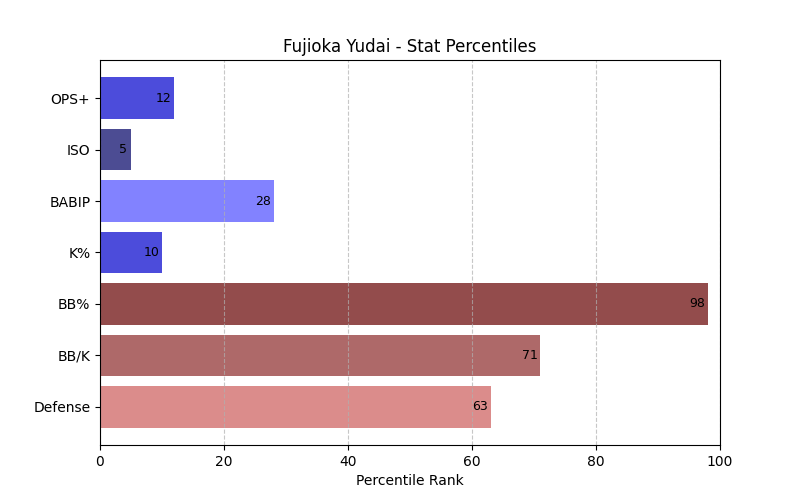 Fujioka Yudai - Stat Percentiles
OPS+ 12
ISO 5
BABIP 28
K% 10
BB% 98
BB/K 71
Defense 63
0 20 40 60 80 100
Percentile Rank